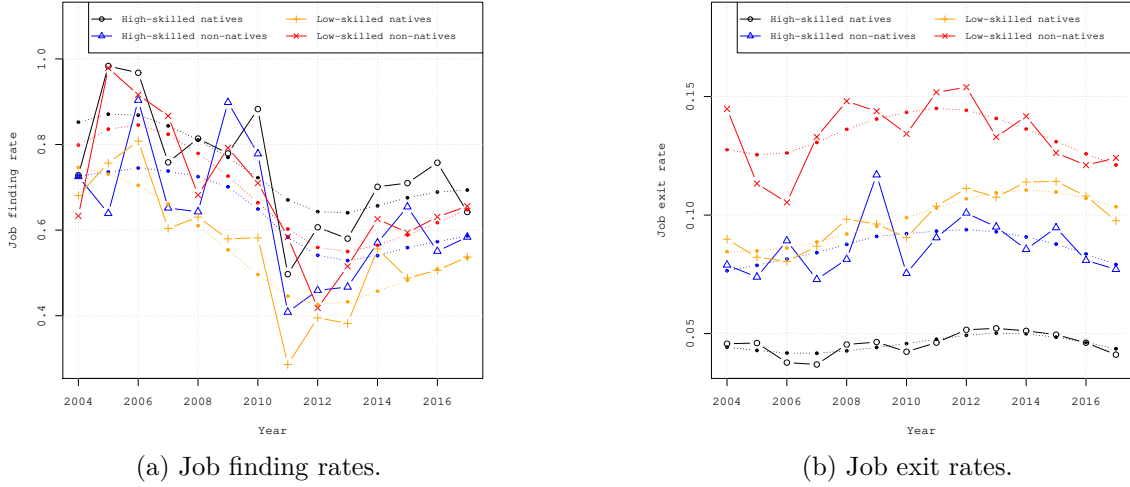 High-skilled natives
High-skilled non-natives
Low-skilled natives
Low-skilled non-natives
Job finding rate
1.0
0.8
0.6
0.4
2004 2006 2008 2010 2012 2014 2016
Year
(a) Job finding rates.
High-skilled natives
High-skilled non-natives
Low-skilled natives
Low-skilled non-natives
Job exit rate
0.15
0.10
0.05
2004 2006 2008 2010 2012 2014 2016
Year
(b) Job exit rates.